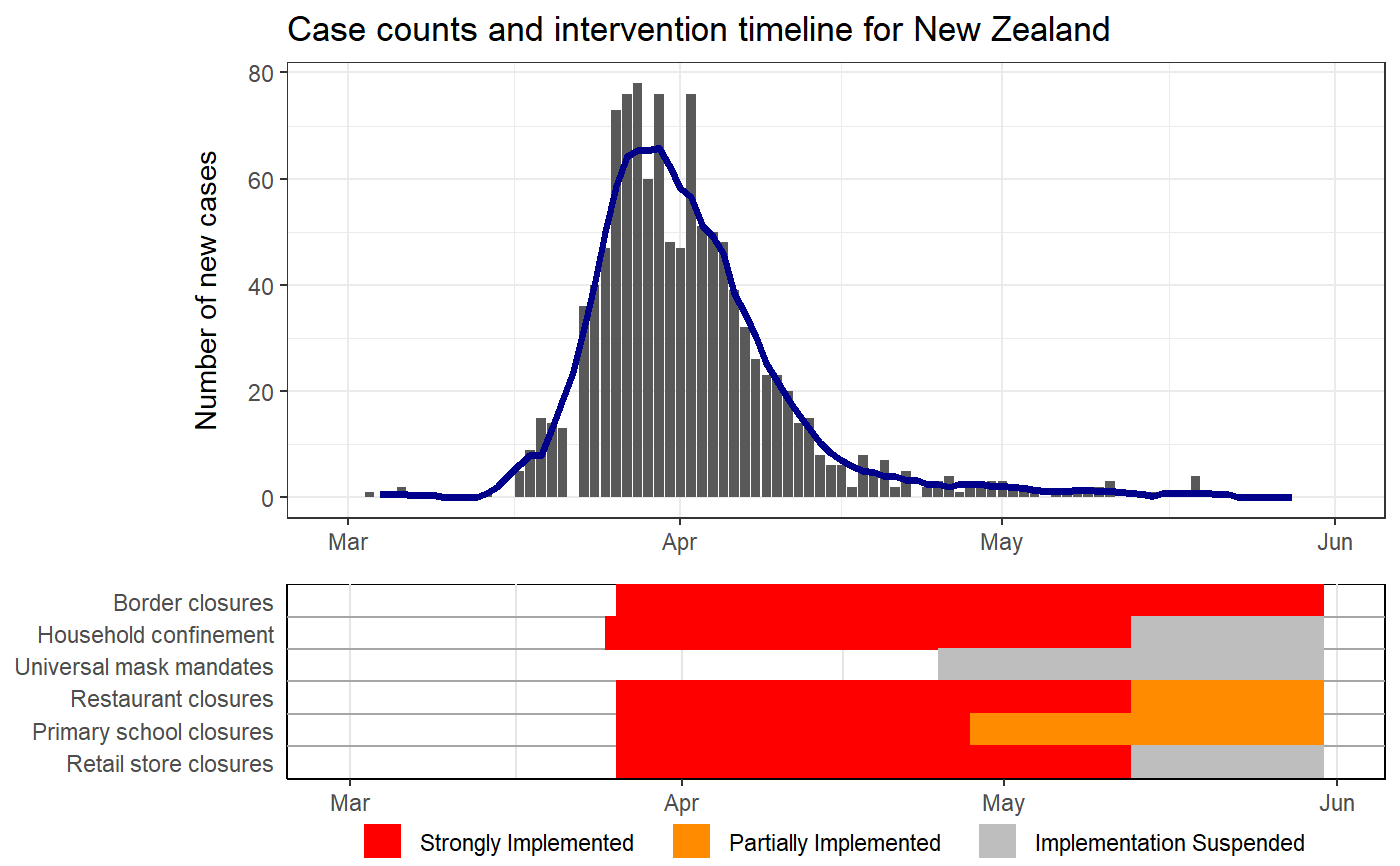 Case counts and intervention timeline for New Zealand
Number of new cases
80
60
40
20
0
Mar Apr May Jun
Border closures
Household confinement
Universal mask mandates
Restaurant closures
Primary school closures
Retail store closures
Mar Apr May Jun
Strongly Implemented Partially Implemented Implementation Suspended